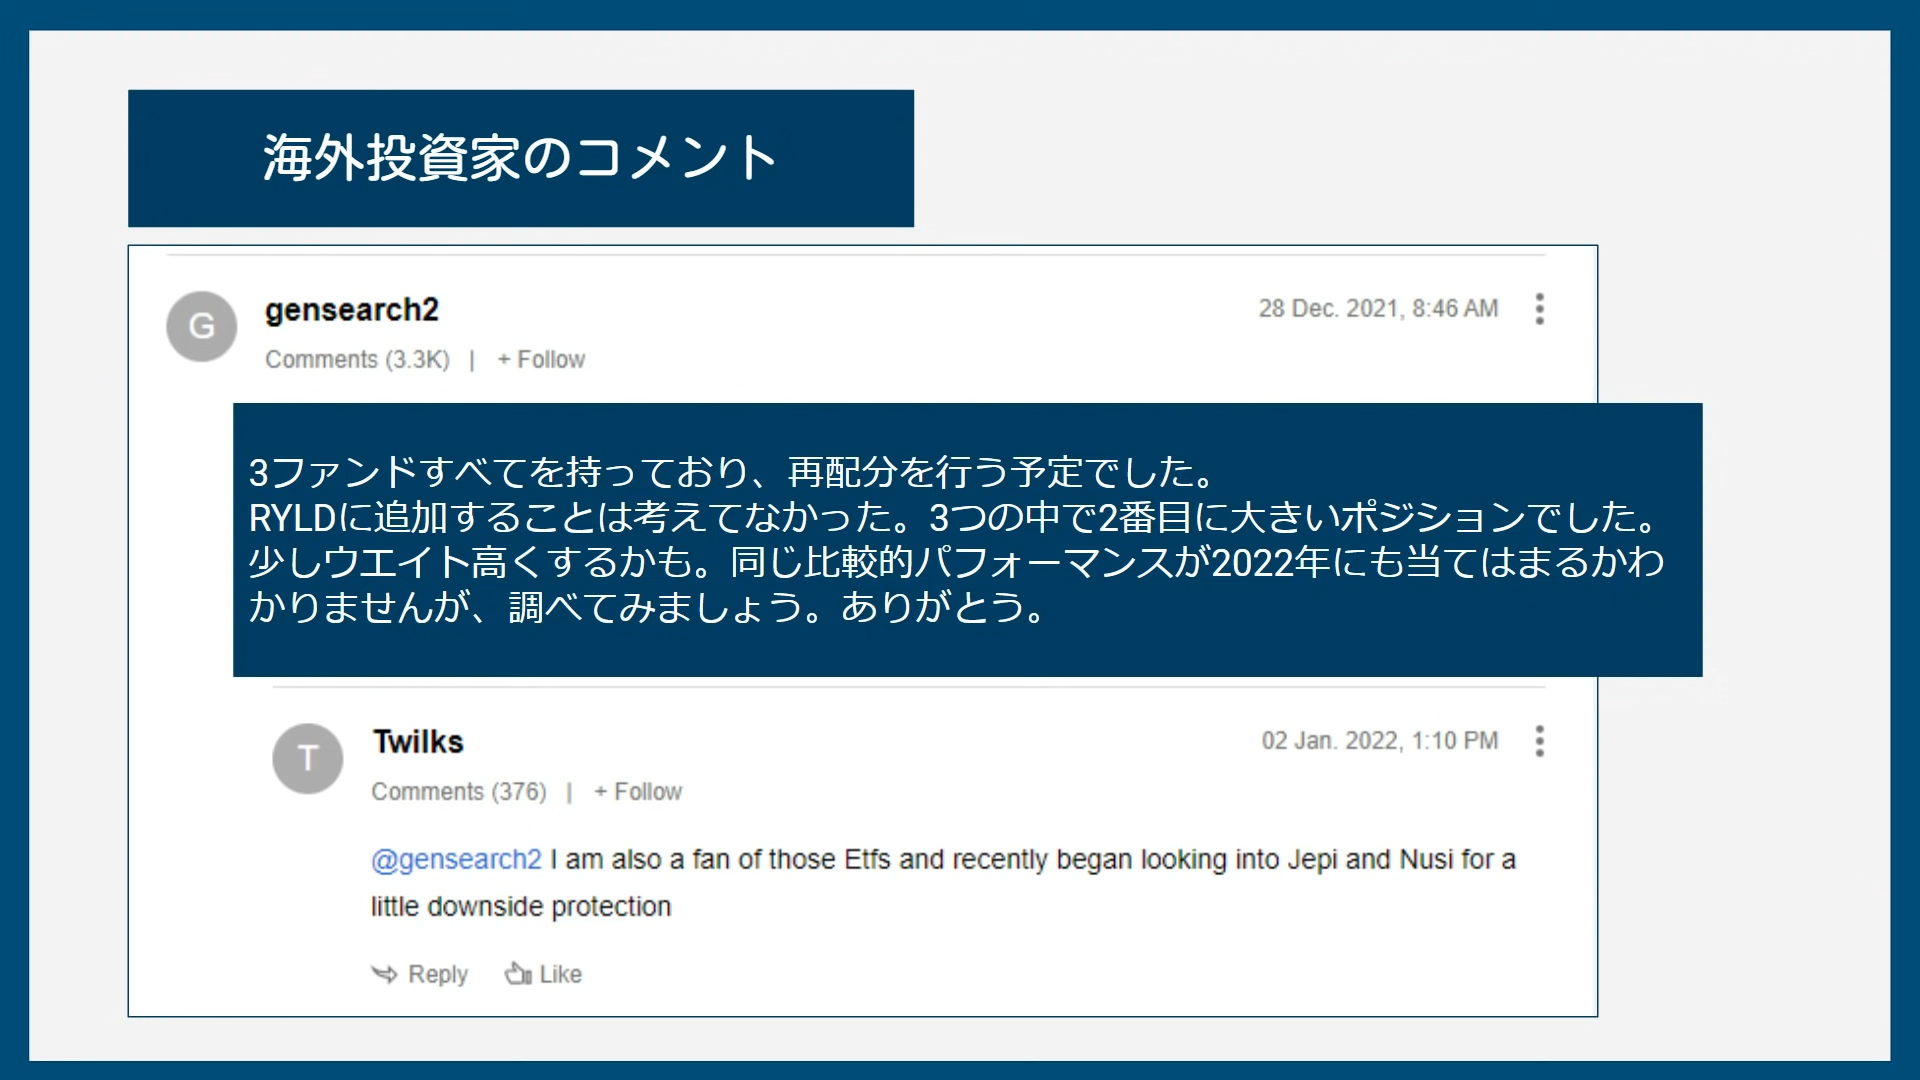 海外投資家のコメント
G
gensearch2
28 Dec. 2021, 8:46 AM
Comments (3.3K) | + Follow
3ファンドすべてを持っており、再配分を行う予定でした。
RYLDに追加することは考えてなかった。3つの中で2番目に大きいポジションでした。
少しウエイト高くするかも。同じ比較的パフォーマンスが2022年にも当てはまるかわ
かりませんが、調べてみましょう。ありがとう。
T
Twilks
02 Jan. 2022, 1:10 PM
Comments (376) | + Follow
@gensearch2 I am also a fan of those Etfs and recently began looking into Jepi and Nusi for a
little downside protection
Reply Like